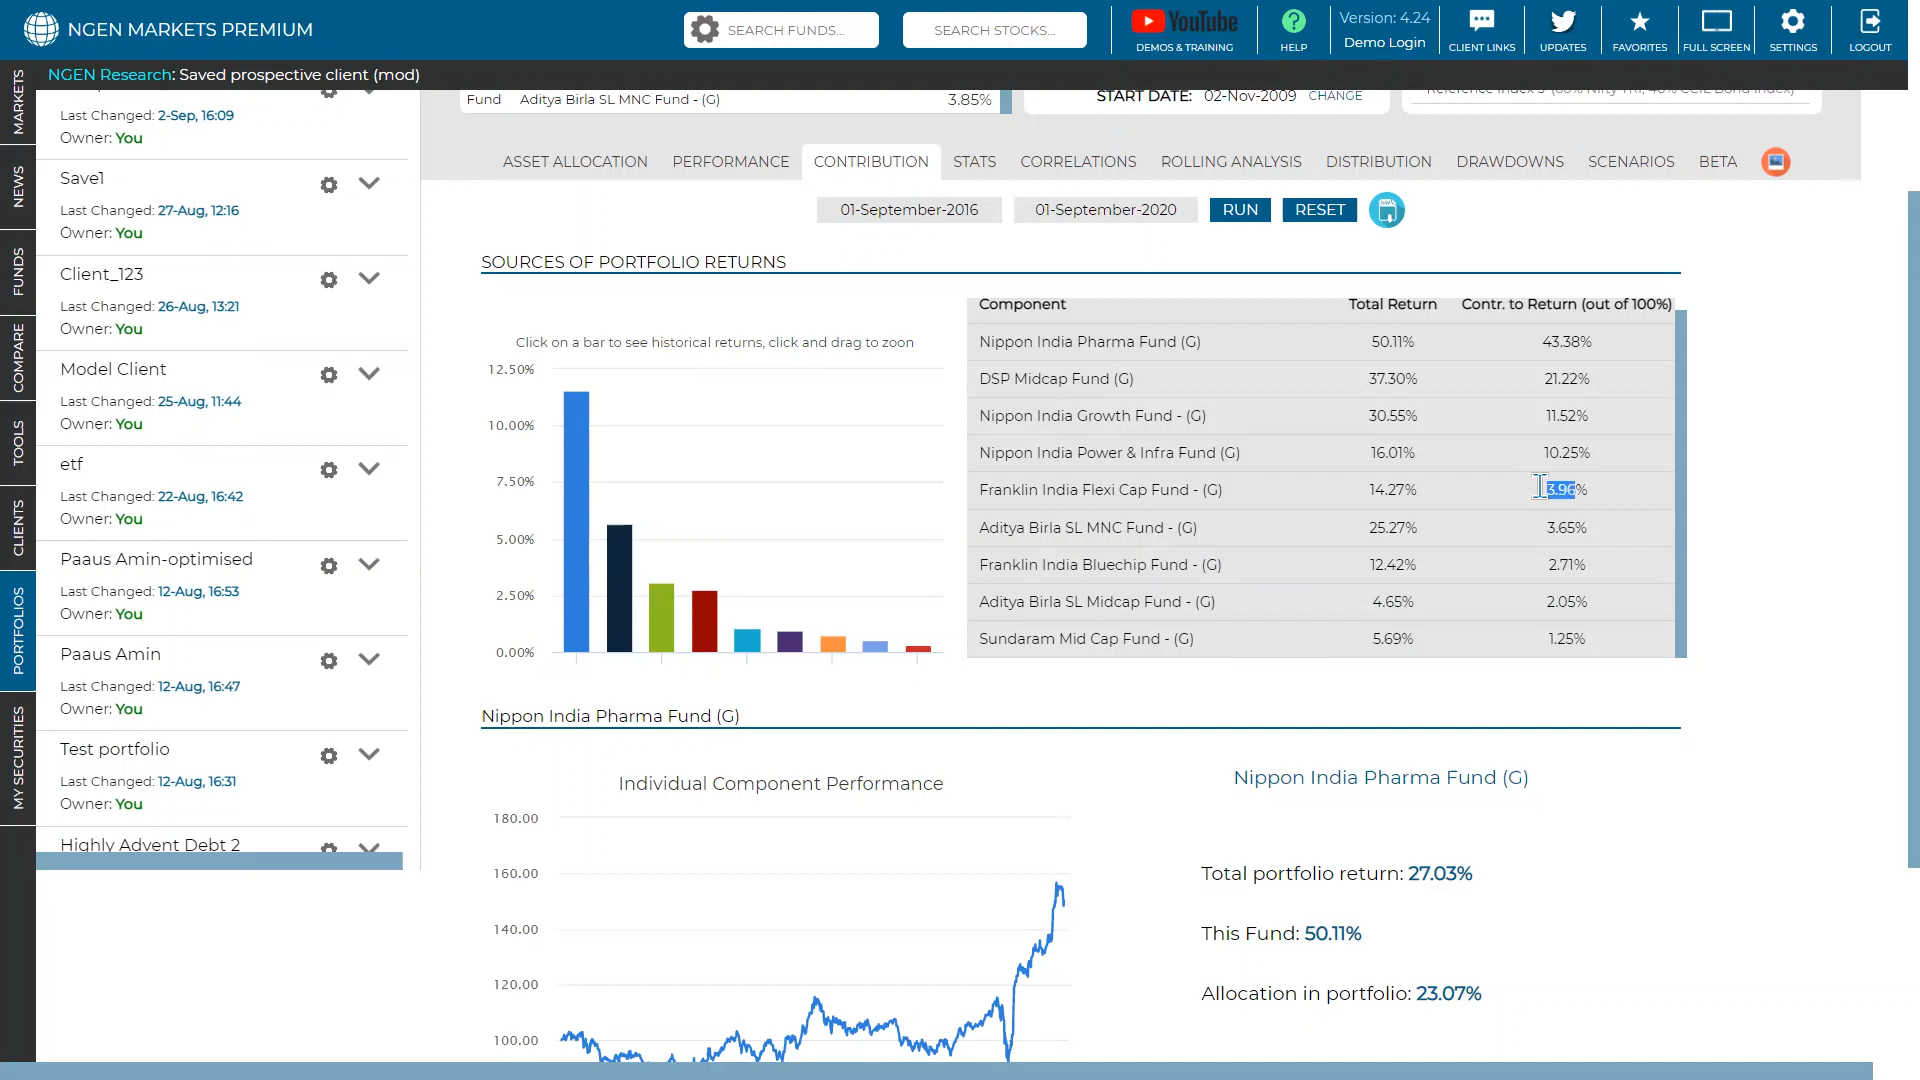 NGEN MARKETS PREMIUM
SEARCH FUNDS...
SEARCH STOCKS...
YouTube
DEMOS & TRAINING
HELP
Version: 4.24
Demo Login
CLIENT LINKS
UPDATES
FAVORITES
FULL SCREEN
SETTINGS
LOGOUT
NGEN Research: Saved prospective client (mod)
MARKETS
NEWS
FUNDS
COMPARE
TOOLS
CLIENTS
PORTFOLIOS
MY SECURITIES
Last Changed: 2-Sep, 16:09
Owner: You
Save1
Last Changed: 27-Aug, 12:16
Owner: You
Client_123
Last Changed: 26-Aug, 13:21
Owner: You
Model Client
Last Changed: 25-Aug, 11:44
Owner: You
etf
Last Changed: 22-Aug, 16:42
Owner: You
Paaus Amin-optimised
Last Changed: 12-Aug, 16:53
Owner: You
Paaus Amin
Last Changed: 12-Aug, 16:47
Owner: You
Test portfolio
Last Changed: 12-Aug, 16:31
Owner: You
Highly Advent Debt 2
Fund Aditya Birla SL MNC Fund - (G) 3.85%
START DATE: 02-Nov-2009 CHANGE
Reference Index 3 (60% Nifty TRI, 40% CCIL Bond Index)
ASSET ALLOCATION PERFORMANCE CONTRIBUTION STATS CORRELATIONS ROLLING ANALYSIS DISTRIBUTION DRAWDOWNS SCENARIOS BETA
01-September-2016 01-September-2020 RUN RESET
SOURCES OF PORTFOLIO RETURNS
Click on a bar to see historical returns, click and drag to zoon
12.50%
10.00%
7.50%
5.00%
2.50%
0.00%
Component Total Return Contr. to Return (out of 100%)
Nippon India Pharma Fund (G) 50.11% 43.38%
DSP Midcap Fund (G) 37.30% 21.22%
Nippon India Growth Fund - (G) 30.55% 11.52%
Nippon India Power & Infra Fund (G) 16.01% 10.25%
Franklin India Flexi Cap Fund - (G) 14.27% 3.96%
Aditya Birla SL MNC Fund - (G) 25.27% 3.65%
Franklin India Bluechip Fund - (G) 12.42% 2.71%
Aditya Birla SL Midcap Fund - (G) 4.65% 2.05%
Sundaram Mid Cap Fund - (G) 5.69% 1.25%
Nippon India Pharma Fund (G)
Individual Component Performance
180.00
160.00
140.00
120.00
100.00
Nippon India Pharma Fund (G)
Total portfolio return: 27.03%
This Fund: 50.11%
Allocation in portfolio: 23.07%